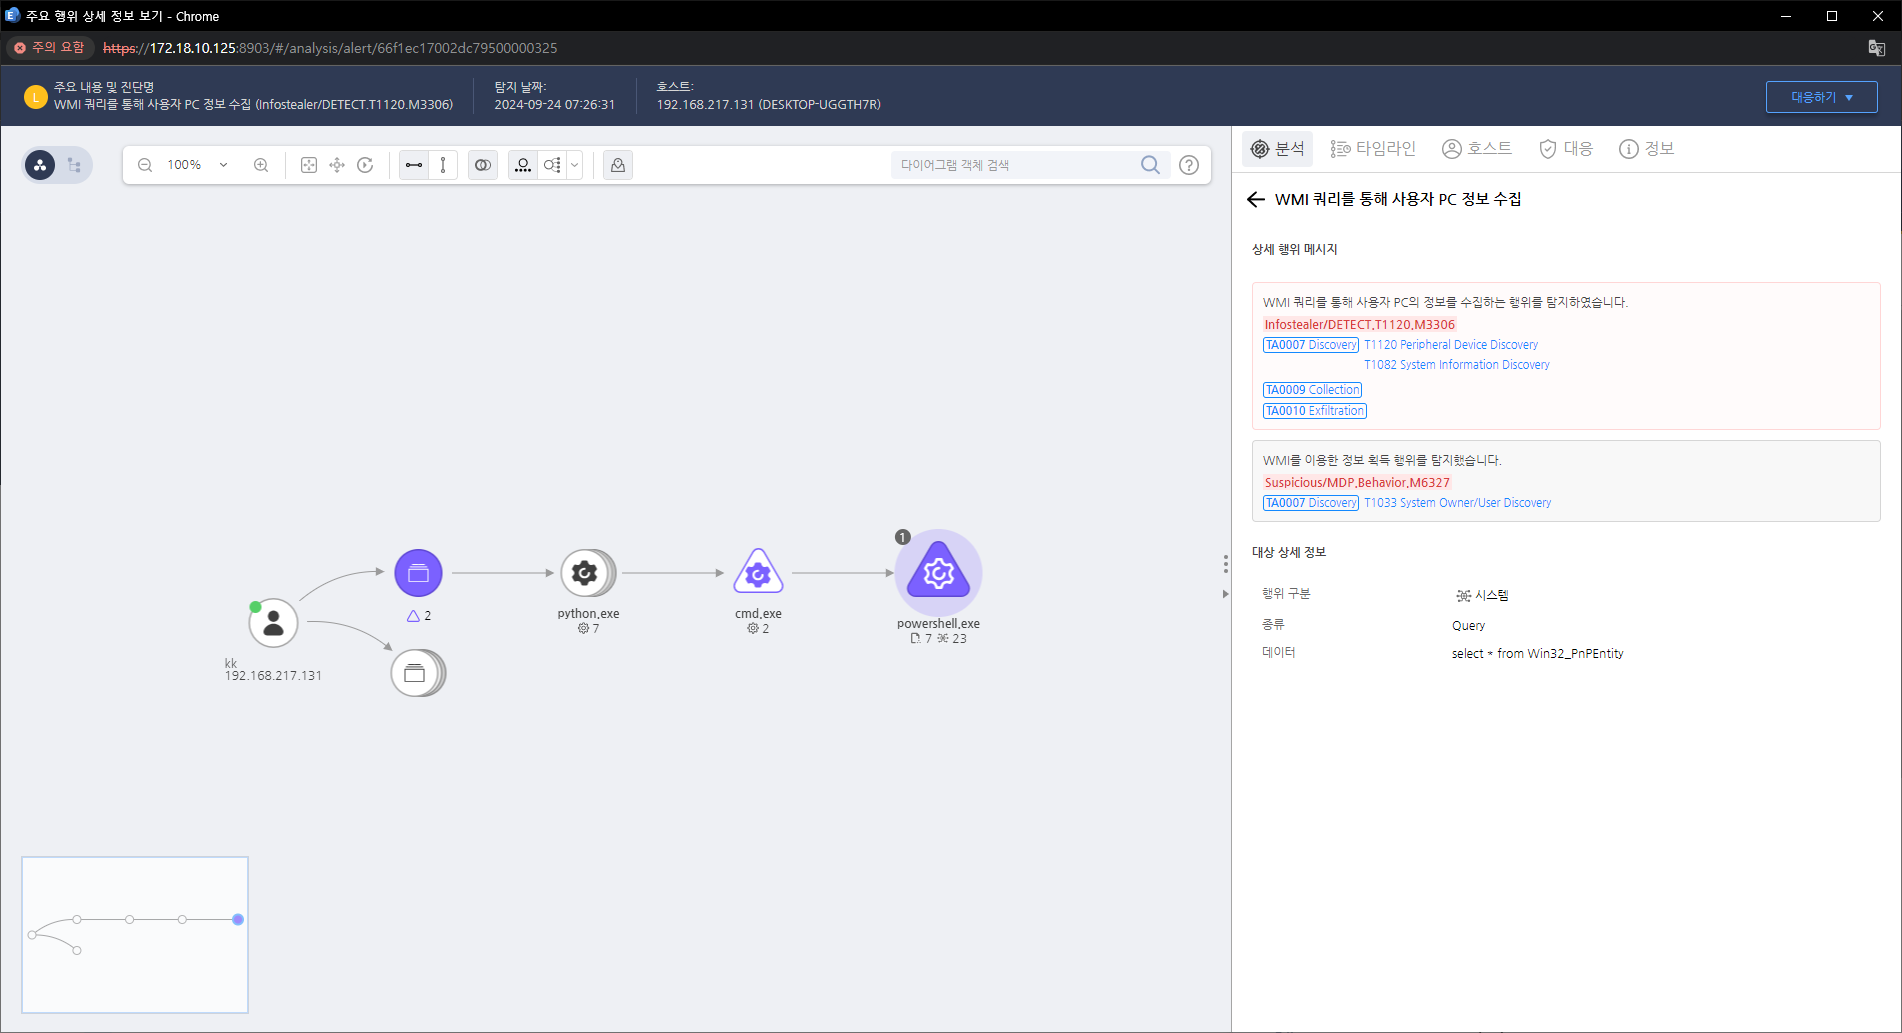 주요 행위 상세 정보 보기 - Chrome
주의 요함
https://172.18.10.125:8903/#/analysis/alert/66f1ec17002dc79500000325
L
주요 내용 및 진단명
WMI 쿼리를 통해 사용자 PC 정보 수집 (Infostealer/DETECT.T1120.M3306)
탐지 날짜:
2024-09-24 07:26:31
호스트:
192.168.217.131 (DESKTOP-UGGTH7R)
대응하기
100%
다이어그램 객체 검색
분석
타임라인
호스트
대응
정보
WMI 쿼리를 통해 사용자 PC 정보 수집
상세 행위 메시지
WMI 쿼리를 통해 사용자 PC의 정보를 수집하는 행위를 탐지하였습니다.
Infostealer/DETECT.T1120.M3306
TA0007 Discovery T1120 Peripheral Device Discovery
T1082 System Information Discovery
TA0009 Collection
TA0010 Exfiltration
WMI를 이용한 정보 획득 행위를 탐지했습니다.
Suspicious/MDP.Behavior.M6327
TA0007 Discovery T1033 System Owner/User Discovery
대상 상세 정보
행위 구분 시스템
종류 Query
데이터 select * from Win32_PnPEntity
kk
192.168.217.131
2
python.exe
7
cmd.exe
2
1
powershell.exe
7 23